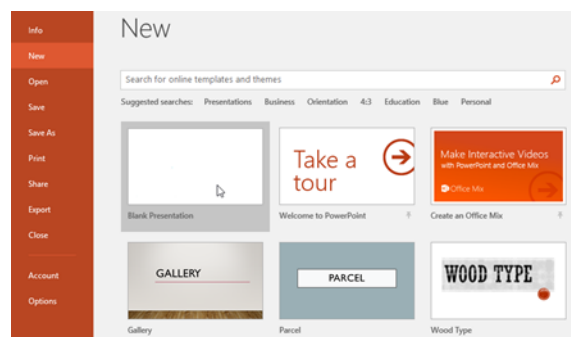 Info
New
Open
Save
Save As
Print
Share
Export
Close
Account
Options
New
Search for online templates and themes
Suggested searches: Presentations Business Orientation 4:3 Education Blue Personal
Blank Presentation
Take a
tour
Welcome to PowerPoint
Make Interactive Videos
with PowerPoint and Office Mix
Office Mix
Create an Office Mix
GALLERY
Gallery
PARCEL
Parcel
WOOD TYPE
Wood Type